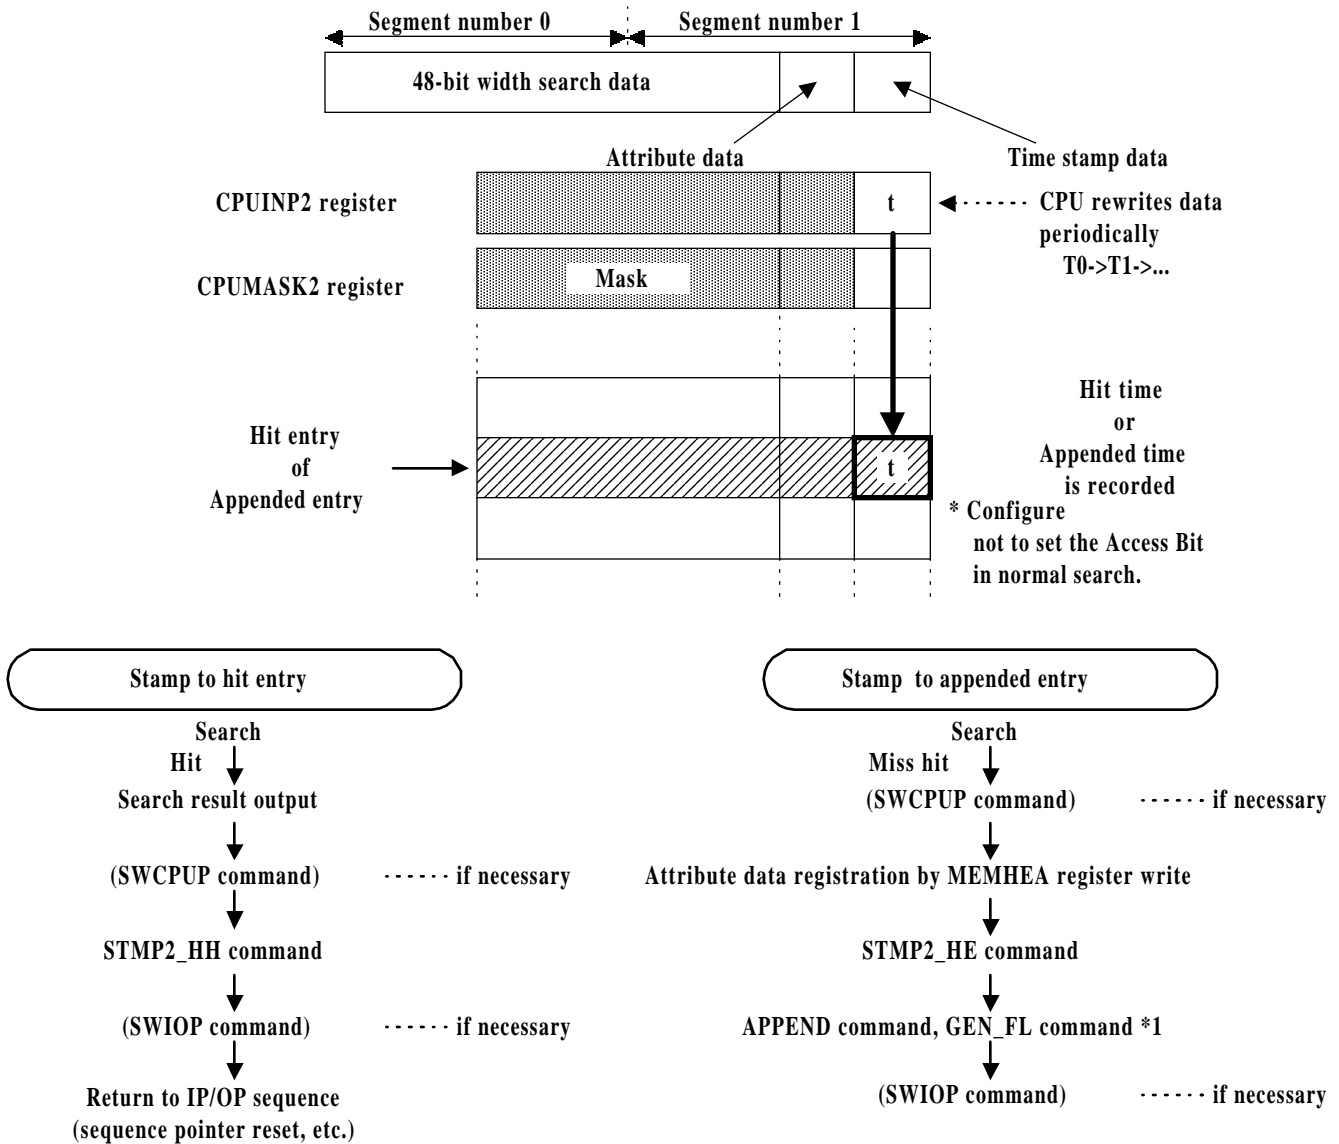 Segment number 0
Segment number 1
48-bit width search data
Attribute data
Time stamp data
CPUINP2 register
t
CPU rewrites data
periodically
T0->T1->...
CPUMASK2 register
Mask
Hit entry
of
Appended entry
t
Hit time
or
Appended time
is recorded
* Configure
not to set the Access Bit
in normal search.
Stamp to hit entry
Search
Hit
Search result output
(SWCPUP command)
------ if necessary
STMP2_HH command
(SWIOP command)
------ if necessary
Return to IP/OP sequence
(sequence pointer reset, etc.)
Stamp to appended entry
Search
Miss hit
(SWCPUP command)
------ if necessary
Attribute data registration by MEMHEA register write
STMP2_HE command
APPEND command, GEN_FL command *1
(SWIOP command)
------ if necessary